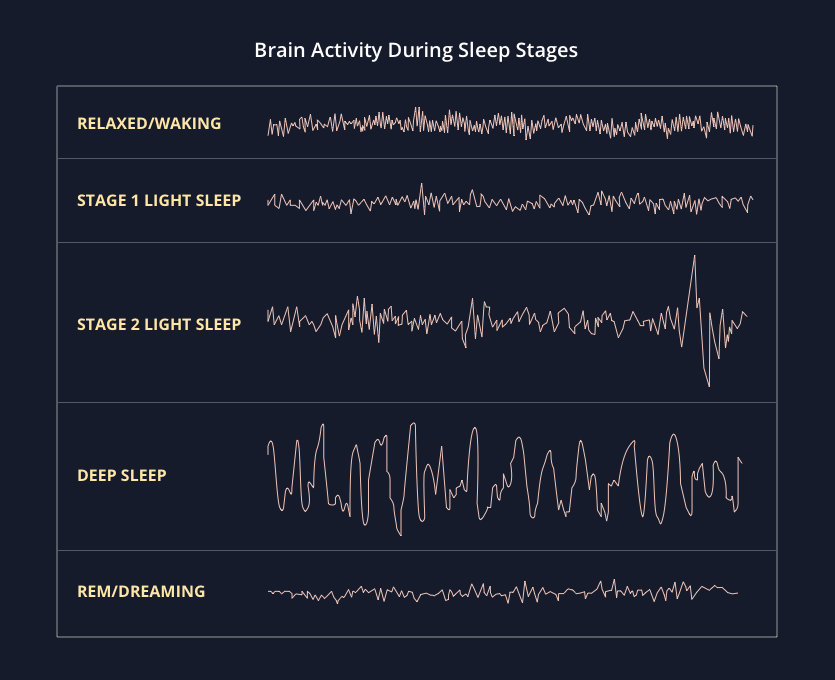 Brain Activity During Sleep Stages
RELAXED/WAKING
STAGE 1 LIGHT SLEEP
STAGE 2 LIGHT SLEEP
DEEP SLEEP
REM/DREAMING